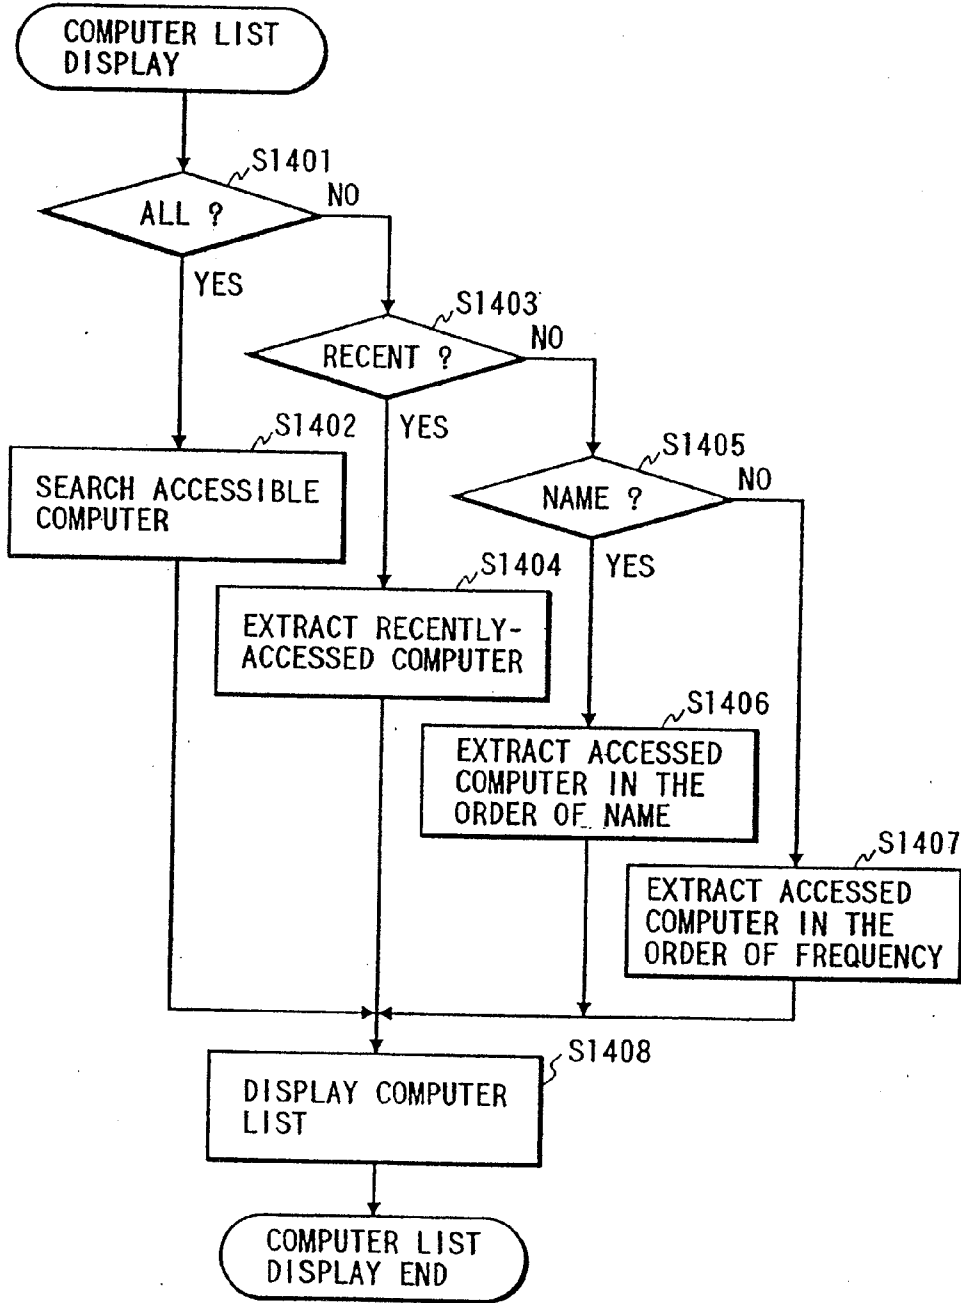 COMPUTER LIST
DISPLAY
S1401
ALL ?
NO
YES
S1403
RECENT ?
NO
YES
S1402
SEARCH ACCESSIBLE
COMPUTER
S1405
NAME ?
NO
YES
S1404
EXTRACT RECENTLY-
ACCESSED COMPUTER
S1406
EXTRACT ACCESSED
COMPUTER IN THE
ORDER OF NAME
S1407
EXTRACT ACCESSED
COMPUTER IN THE
ORDER OF FREQUENCY
S1408
DISPLAY COMPUTER
LIST
COMPUTER LIST
DISPLAY END